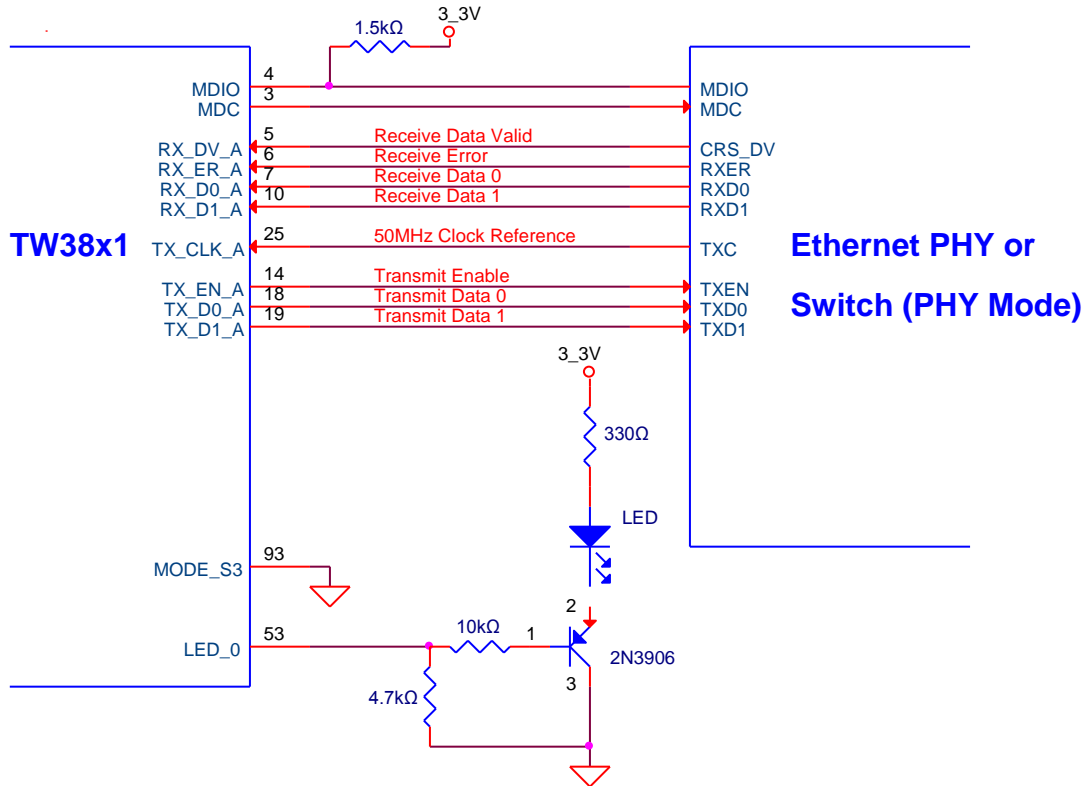 3_3V
1.5kΩ
MDIO 4 MDIO
MDC 3 MDC
RX_DV_A 5 Receive Data Valid CRS_DV
RX_ER_A 6 Receive Error RXER
RX_D0_A 7 Receive Data 0 RXD0
RX_D1_A 10 Receive Data 1 RXD1
TW38x1
TX_CLK_A 25 50MHz Clock Reference TXC
Ethernet PHY or
Switch (PHY Mode)
TX_EN_A 14 Transmit Enable TXEN
TX_D0_A 18 Transmit Data 0 TXD0
TX_D1_A 19 Transmit Data 1 TXD1
3_3V
330Ω
LED
MODE_S3 93
LED_0 53
10kΩ
1
2
2N3906
3
4.7kΩ